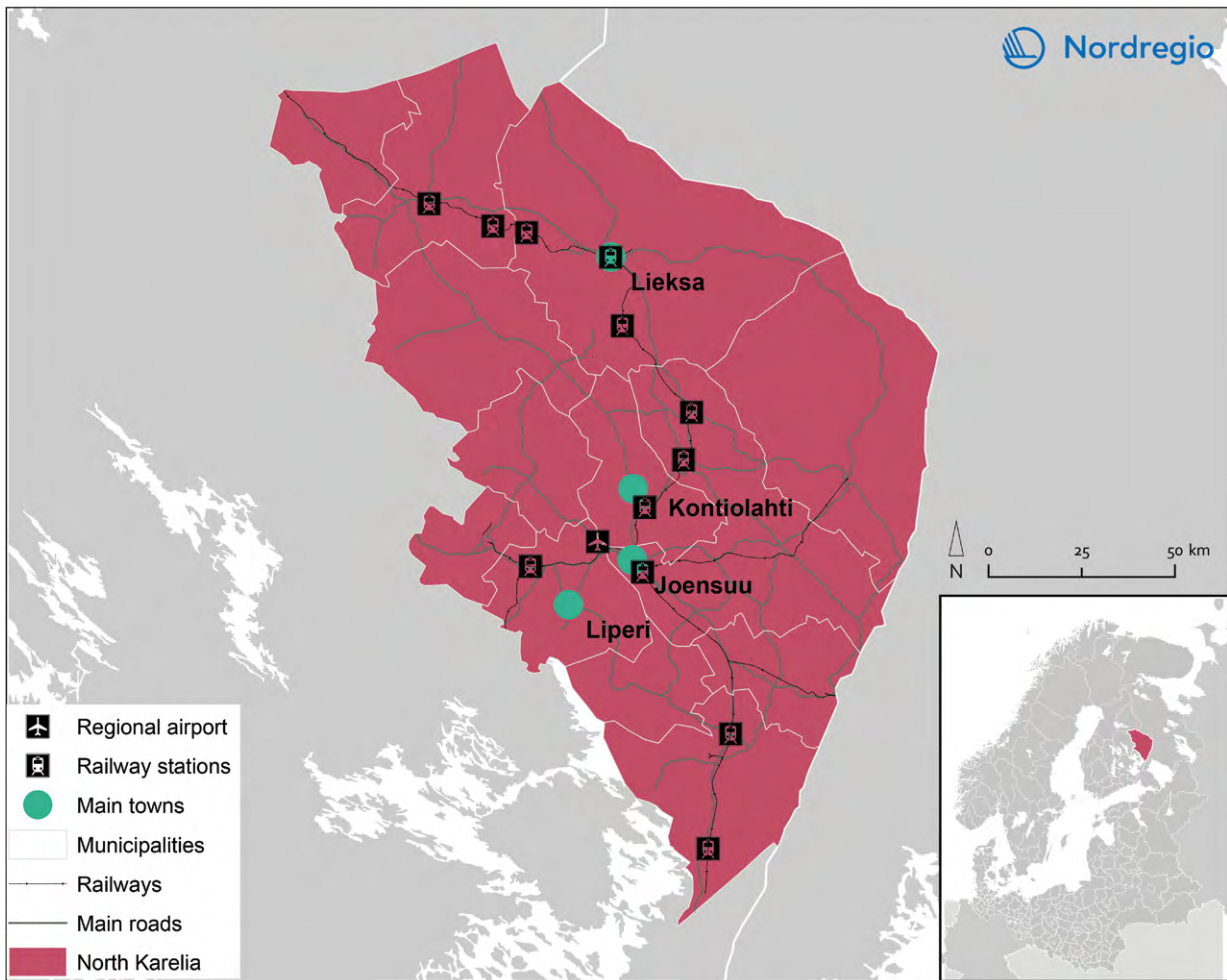 Nordregio
Lieksa
Kontiolahti
Joensuu
Liperi
N
0 25 50 km
Regional airport
Railway stations
Main towns
Municipalities
Railways
Main roads
North Karelia